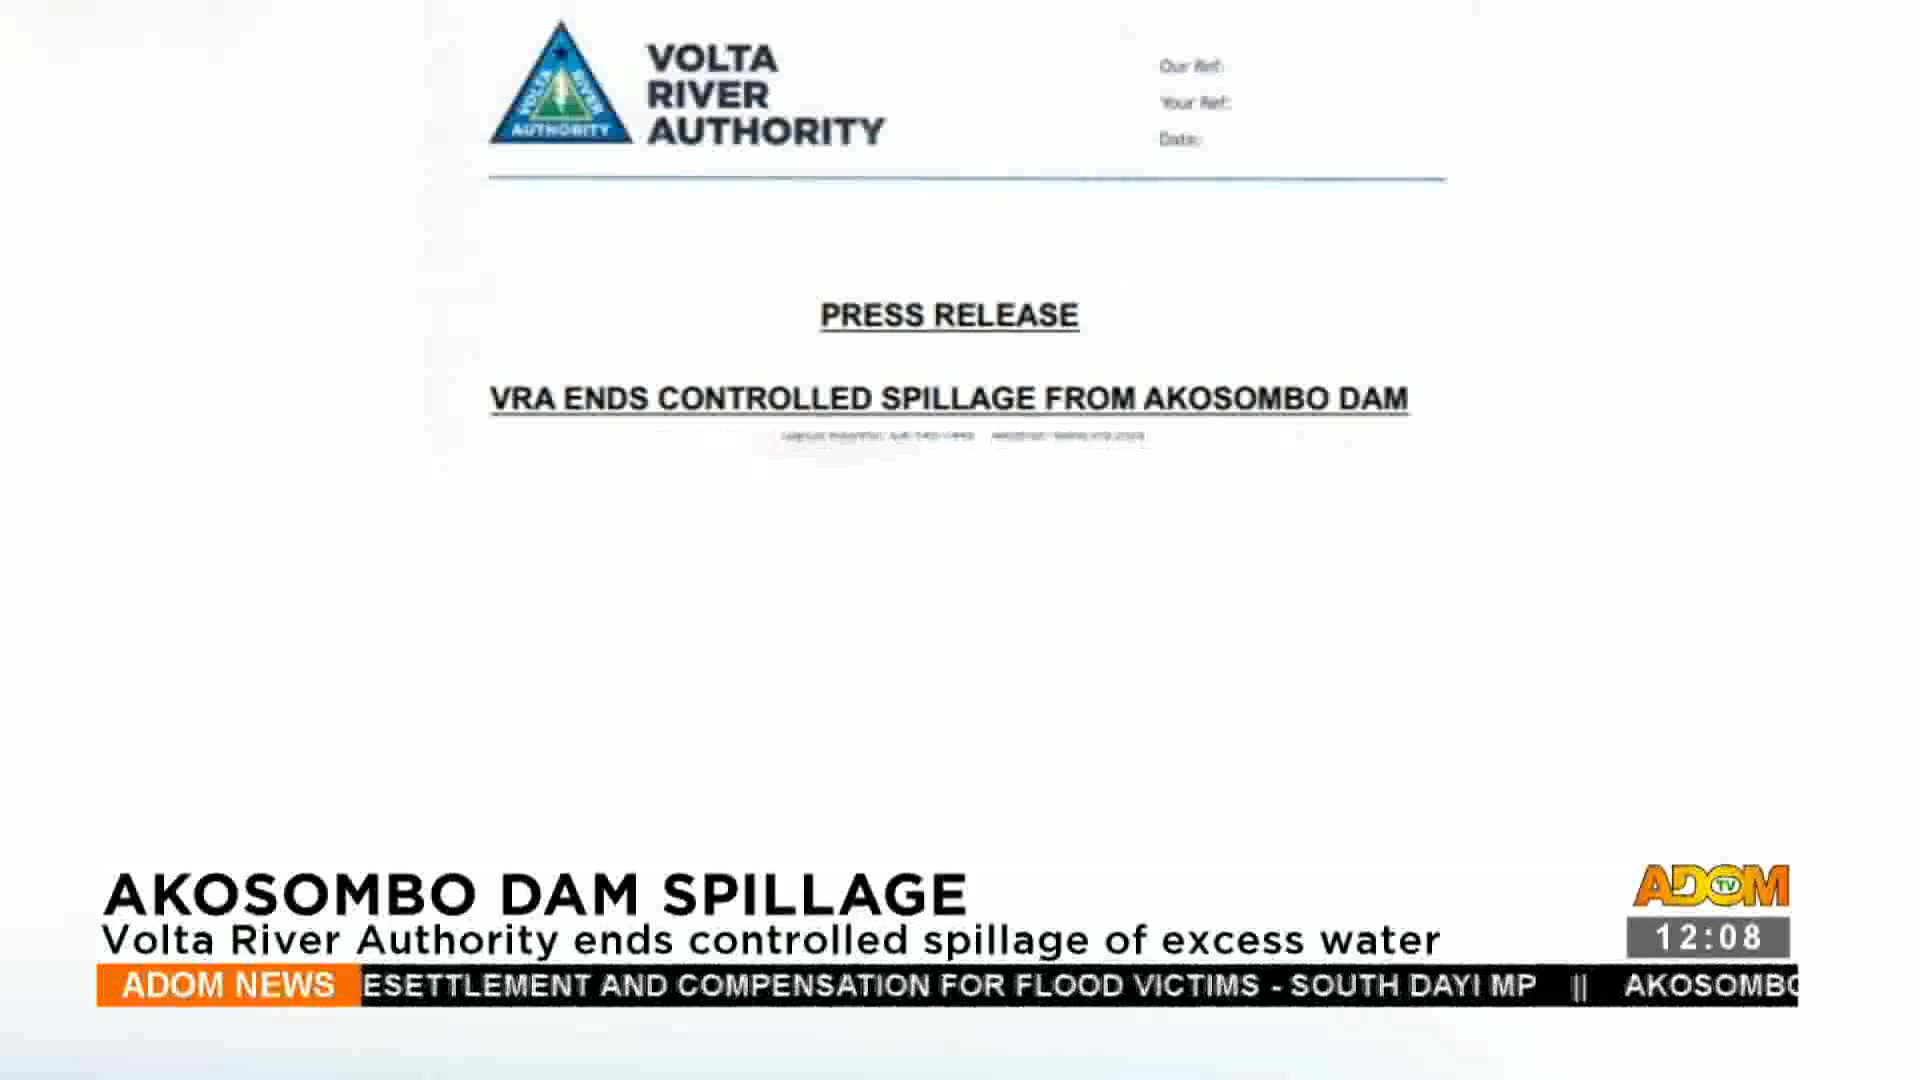 VOLTA RIVER
AUTHORITY
VOLTA
RIVER
AUTHORITY
Our Ref:
Your Ref:
Date:
PRESS RELEASE
VRA ENDS CONTROLLED SPILLAGE FROM AKOSOMBO DAM
AKOSOMBO DAM SPILLAGE
Volta River Authority ends controlled spillage of excess water
ADOM TV
12:08
ADOM NEWS
ESETTLEMENT AND COMPENSATION FOR FLOOD VICTIMS - SOUTH DAYI MP || AKOSOMBO